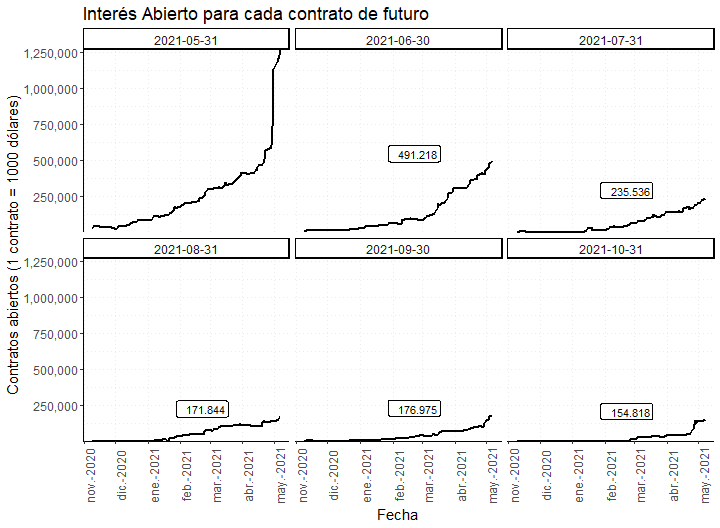 Interés Abierto para cada contrato de futuro
2021-05-31 2021-06-30 2021-07-31
1,250,000
1,000,000
750,000
500,000
250,000
491.218
235.536
2021-08-31 2021-09-30 2021-10-31
1,250,000
1,000,000
750,000
500,000
250,000
171.844
176.975
154.818
Contratos abiertos (1 contrato = 1000 dólares)
nov.-2020 dic.-2020 ene.-2021 feb.-2021 mar.-2021 abr.-2021 may.-2021 nov.-2020 dic.-2020 ene.-2021 feb.-2021 mar.-2021 abr.-2021 may.-2021 nov.-2020 dic.-2020 ene.-2021 feb.-2021 mar.-2021 abr.-2021 may.-2021
Fecha